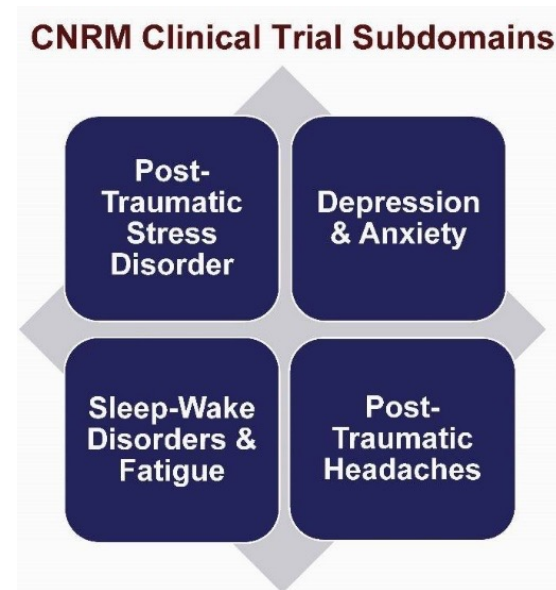 CNRM Clinical Trial Subdomains
Post-
Traumatic
Stress
Disorder
Depression
& Anxiety
Sleep-Wake
Disorders &
Fatigue
Post-
Traumatic
Headaches